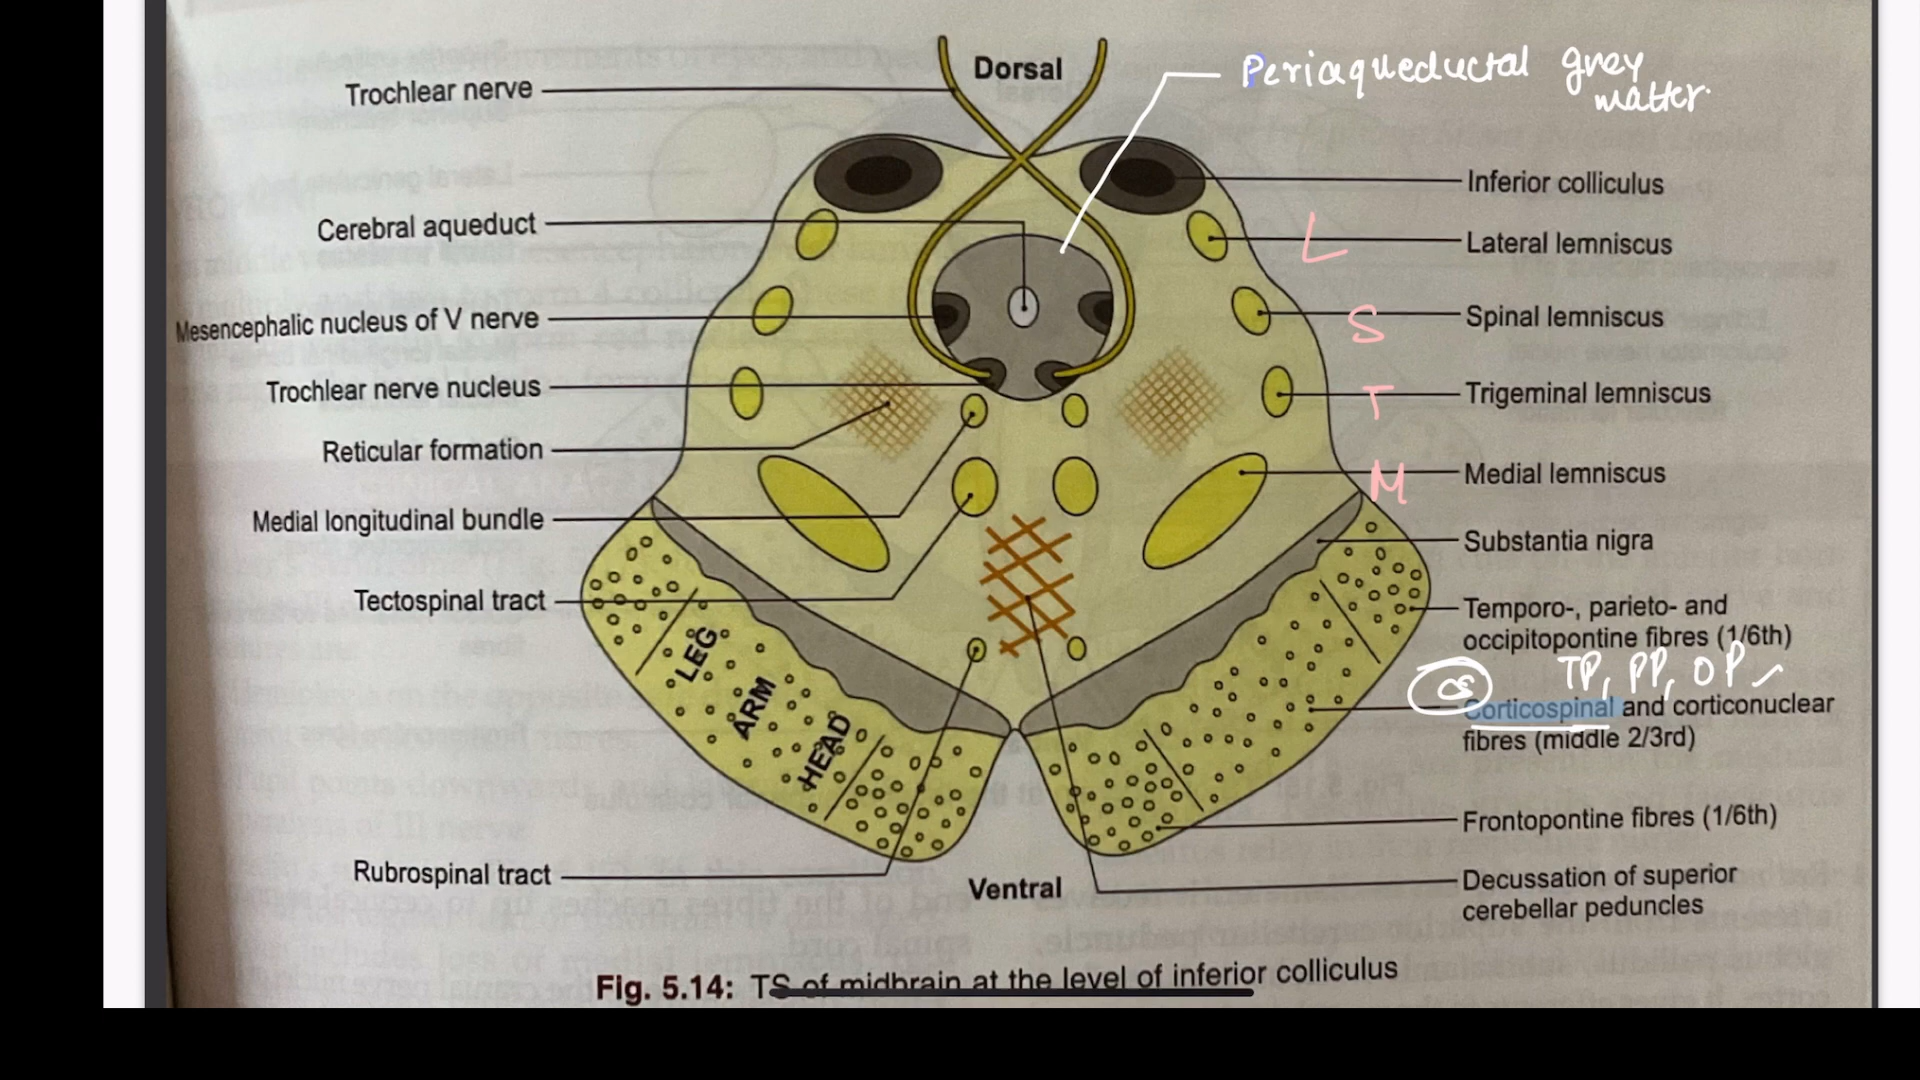 Dorsal
Periaqueductal grey
matter
Trochlear nerve
Cerebral aqueduct
Mesencephalic nucleus of V nerve
Trochlear nerve nucleus
Reticular formation
Medial longitudinal bundle
Tectospinal tract
Rubrospinal tract
Inferior colliculus
L
Lateral lemniscus
S
Spinal lemniscus
T
Trigeminal lemniscus
M
Medial lemniscus
Substantia nigra
Temporo-, parieto- and
occipitopontine fibres (1/6th)
TP, PP, OP
CS
Corticospinal and corticonuclear
fibres (middle 2/3rd)
Frontopontine fibres (1/6th)
Decussation of superior
cerebellar peduncles
LEG
ARM
HEAD
Ventral
Fig. 5.14: TS of midbrain at the level of inferior colliculus